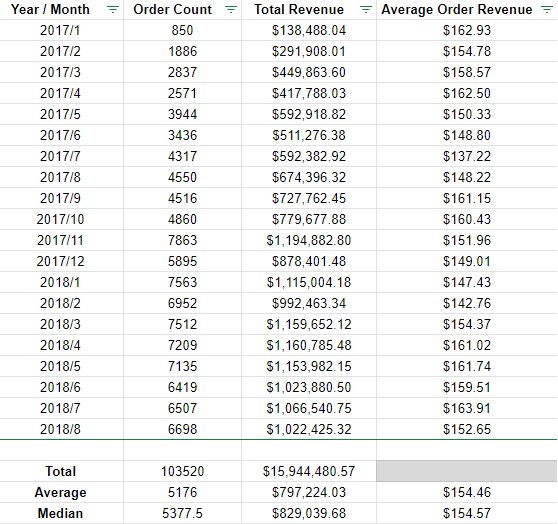 Year / Month Order Count Total Revenue Average Order Revenue
2017/1 850 $138,488.04 $162.93
2017/2 1886 $291,908.01 $154.78
2017/3 2837 $449,863.60 $158.57
2017/4 2571 $417,788.03 $162.50
2017/5 3944 $592,918.82 $150.33
2017/6 3436 $511,276.38 $148.80
2017/7 4317 $592,382.92 $137.22
2017/8 4550 $674,396.32 $148.22
2017/9 4516 $727,762.45 $161.15
2017/10 4860 $779,677.88 $160.43
2017/11 7863 $1,194,882.80 $151.96
2017/12 5895 $878,401.48 $149.01
2018/1 7563 $1,115,004.18 $147.43
2018/2 6952 $992,463.34 $142.76
2018/3 7512 $1,159,652.12 $154.37
2018/4 7209 $1,160,785.48 $161.02
2018/5 7135 $1,153,982.15 $161.74
2018/6 6419 $1,023,880.50 $159.51
2018/7 6507 $1,066,540.75 $163.91
2018/8 6698 $1,022,425.32 $152.65
Total 103520 $15,944,480.57
Average 5176 $797,224.03 $154.46
Median 5377.5 $829,039.68 $154.57